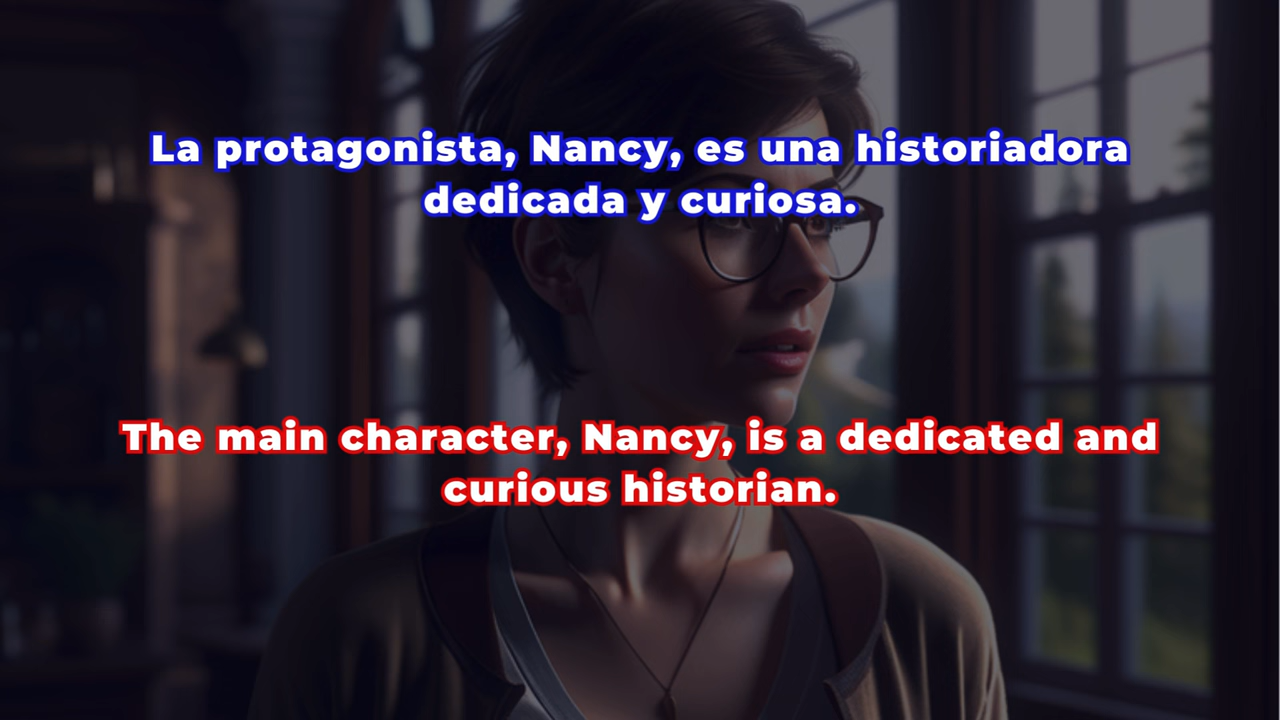 La protagonista, Nancy, es una historiadora
dedicada y curiosa.
The main character, Nancy, is a dedicated and
curious historian.